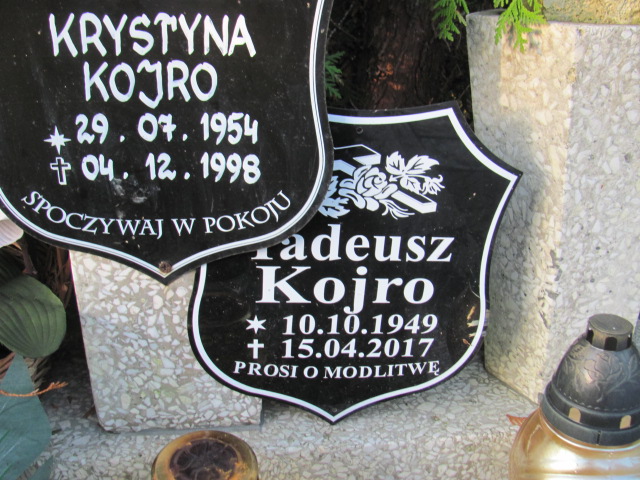 KRYSTYNA
KOJRO
* 29.07.1954
✝ 04.12.1998
SPOCZYWAJ W POKOJU
Tadeusz
Kojro
* 10.10.1949
✝ 15.04.2017
PROSI O MODLITWĘ